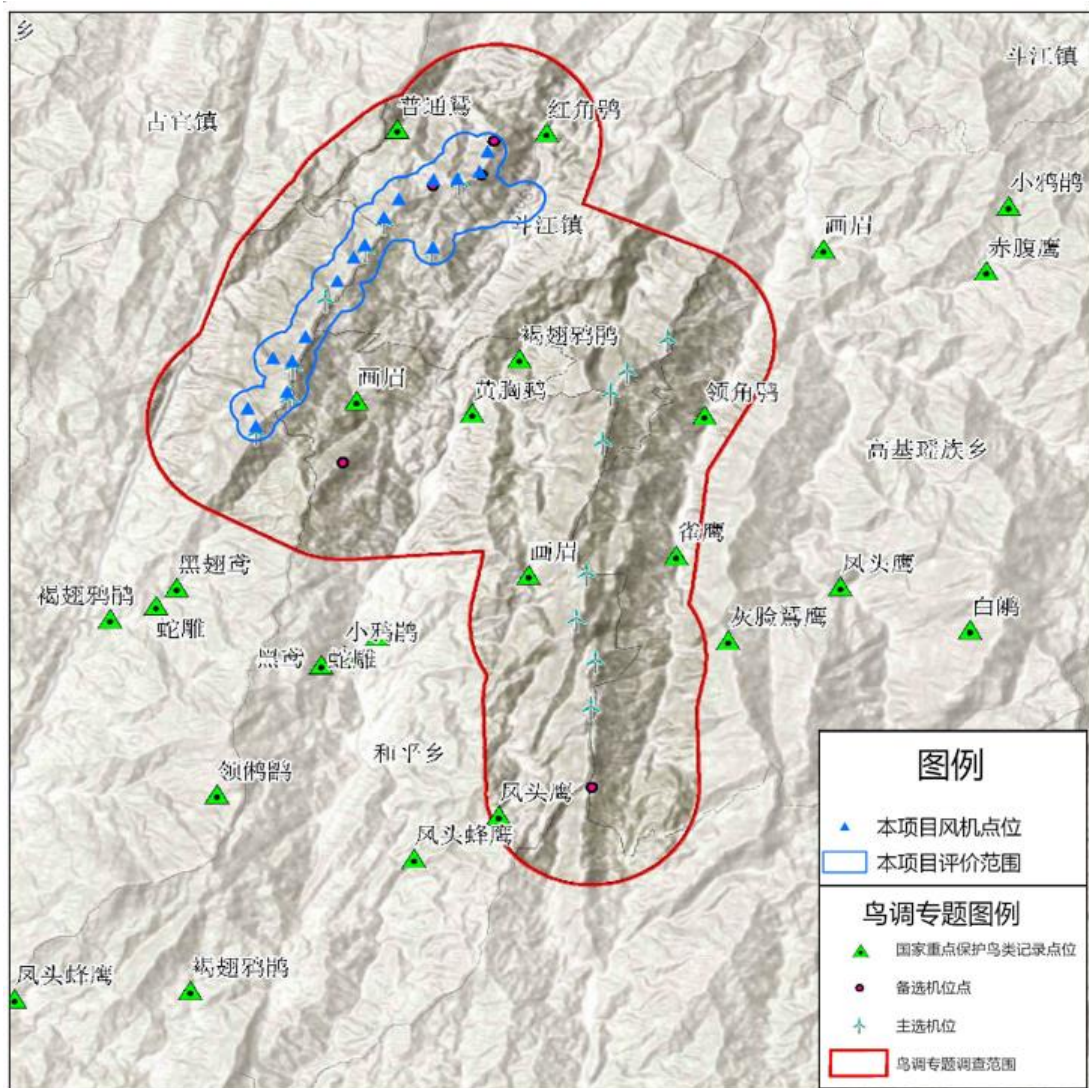 乡
斗江镇
普通鵟
红角鸮
古宜镇
小鸦鹃
斗江镇
画眉
赤腹鹰
褐翅鸦鹃
画眉
黄胸鹀
领角鸮
高基瑶族乡
雀鹰
画眉
凤头鹰
黑翅鸢
褐翅鸦鹃
白鹇
蛇雕
小鸦鹃
灰脸鵟鹰
黑鸢
蛇雕
和平乡
领鸺鹠
凤头鹰
凤头蜂鹰
褐翅鸦鹃
凤头蜂鹰
图例
本项目风机点位
本项目评价范围
鸟调专题图例
国家重点保护鸟类记录点位
备选机位点
主选机位
鸟调专题调查范围